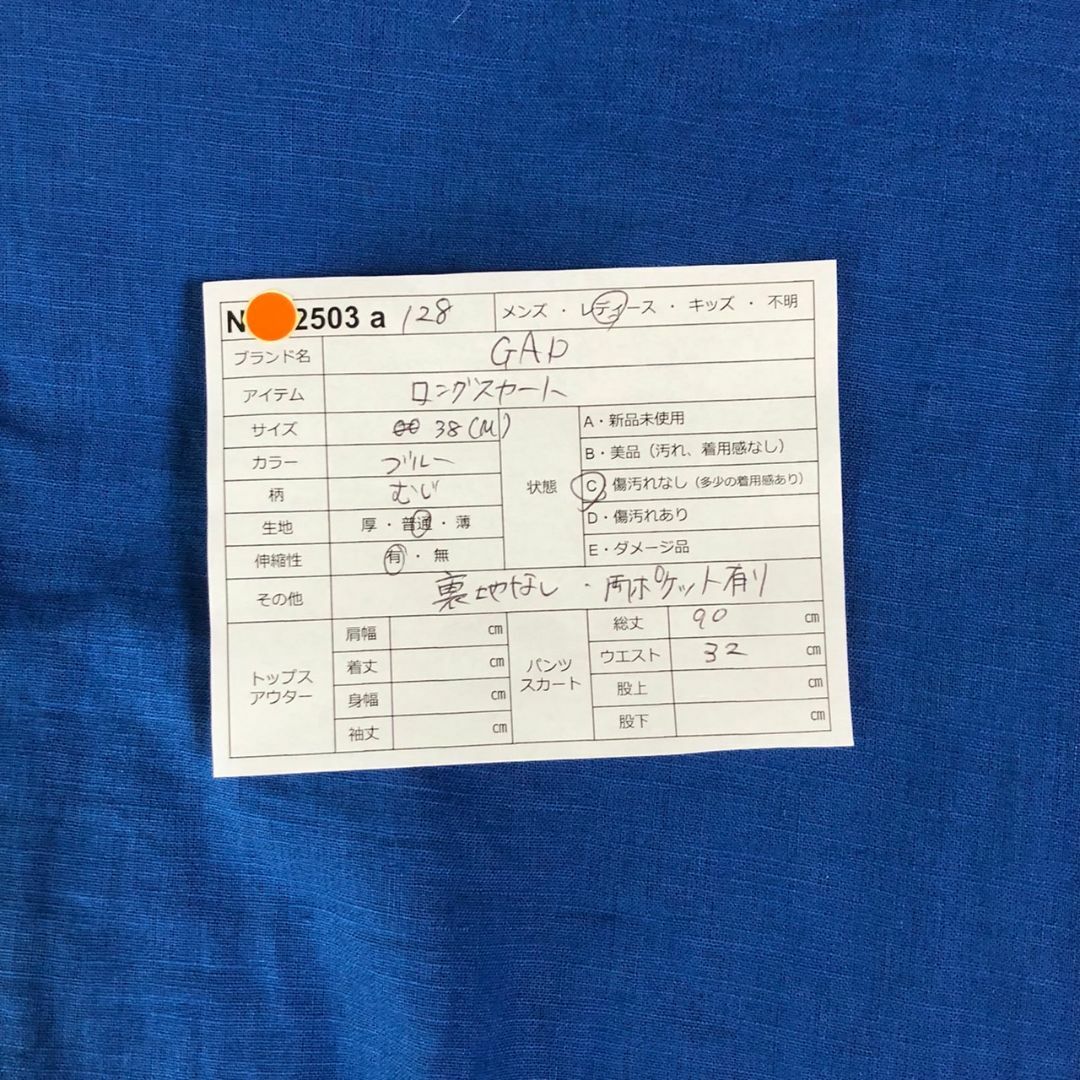 N 2503 a 128 メンズ ・ レディース ・ キッズ ・ 不明
ブランド名 GAP
アイテム ロングスカート
サイズ 38(M)
カラー ブルー
柄 むじ
生地 厚・普通・薄
伸縮性 有・無
状態
A・新品未使用
B・美品（汚れ、着用感なし）
C・傷汚れなし（多少の着用感あり）
D・傷汚れあり
E・ダメージ品
その他 裏地なし・両ポケット有り
トップス
アウター
肩幅 cm
着丈 cm
身幅 cm
袖丈 cm
パンツ
スカート
総丈 90 cm
ウエスト 32 cm
股上 cm
股下 cm